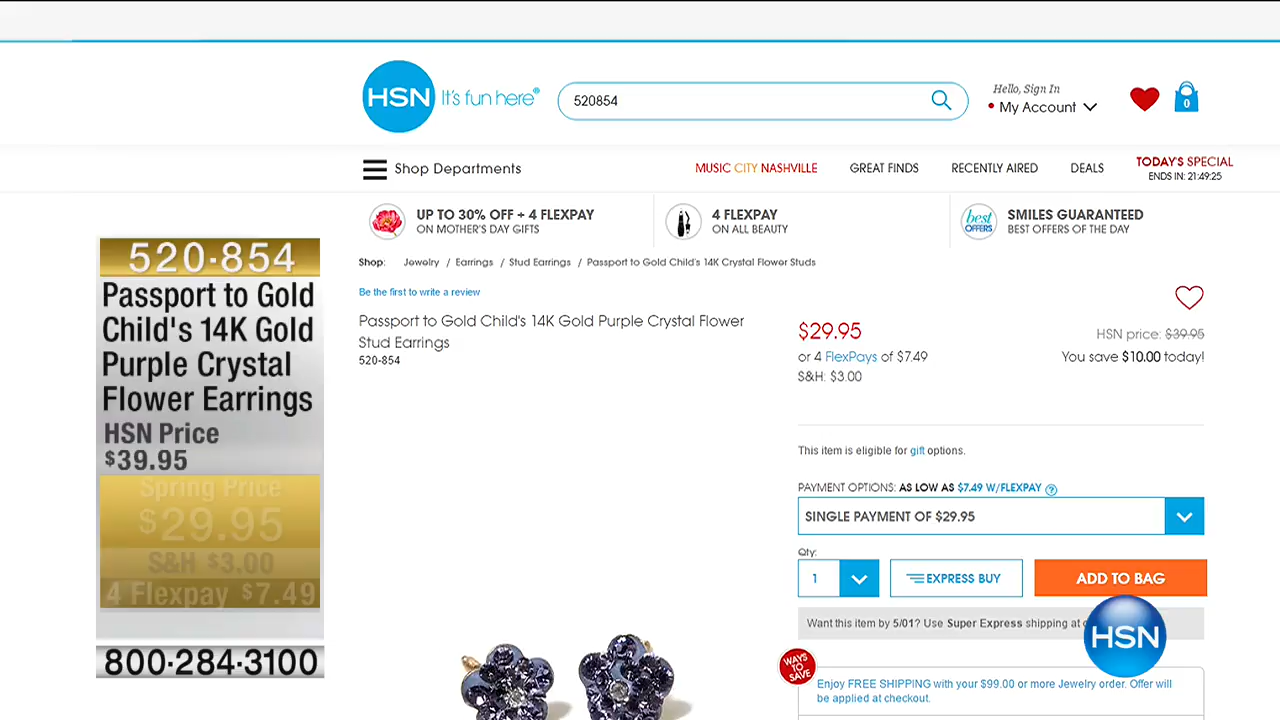 HSN It's fun here®
520854
Hello, Sign In
My Account
0
Shop Departments
MUSIC CITY NASHVILLE
GREAT FINDS
RECENTLY AIRED
DEALS
TODAY'S SPECIAL
ENDS IN: 21:49:25
UP TO 30% OFF + 4 FLEXPAY
ON MOTHER'S DAY GIFTS
4 FLEXPAY
ON ALL BEAUTY
best
OFFERS
SMILES GUARANTEED
BEST OFFERS OF THE DAY
Shop: Jewelry / Earrings / Stud Earrings / Passport to Gold Child's 14K Crystal Flower Studs
Be the first to write a review
Passport to Gold Child's 14K Gold Purple Crystal Flower
Stud Earrings
520-854
$29.95
HSN price: $39.95
or 4 FlexPays of $7.49
You save $10.00 today!
S&H: $3.00
This item is eligible for gift options.
PAYMENT OPTIONS: AS LOW AS $7.49 W/FLEXPAY ?
SINGLE PAYMENT OF $29.95
Qty:
1
EXPRESS BUY
ADD TO BAG
Want this item by 5/01? Use Super Express shipping at
HSN
WAYS
TO
SAVE
Enjoy FREE SHIPPING with your $99.00 or more Jewelry order. Offer will
be applied at checkout.
520-854
Passport to Gold
Child's 14K Gold
Purple Crystal
Flower Earrings
HSN Price
$39.95
Spring Price
$29.95
S&H $3.00
4 Flexpay $7.49
800-284-3100